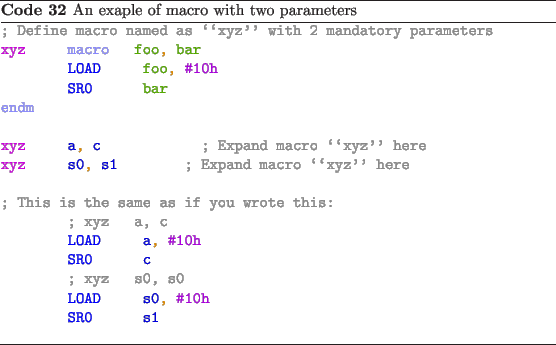 Code 32 An exaple of macro with two parameters
; Define macro named as ‘‘xyz’’ with 2 mandatory parameters
xyz macro foo, bar
LOAD foo, #10h
SR0 bar
endm
xyz a, c ; Expand macro ‘‘xyz’’ here
xyz s0, s1 ; Expand macro ‘‘xyz’’ here
; This is the same as if you wrote this:
; xyz a, c
LOAD a, #10h
SR0 c
; xyz s0, s0
LOAD s0, #10h
SR0 s1